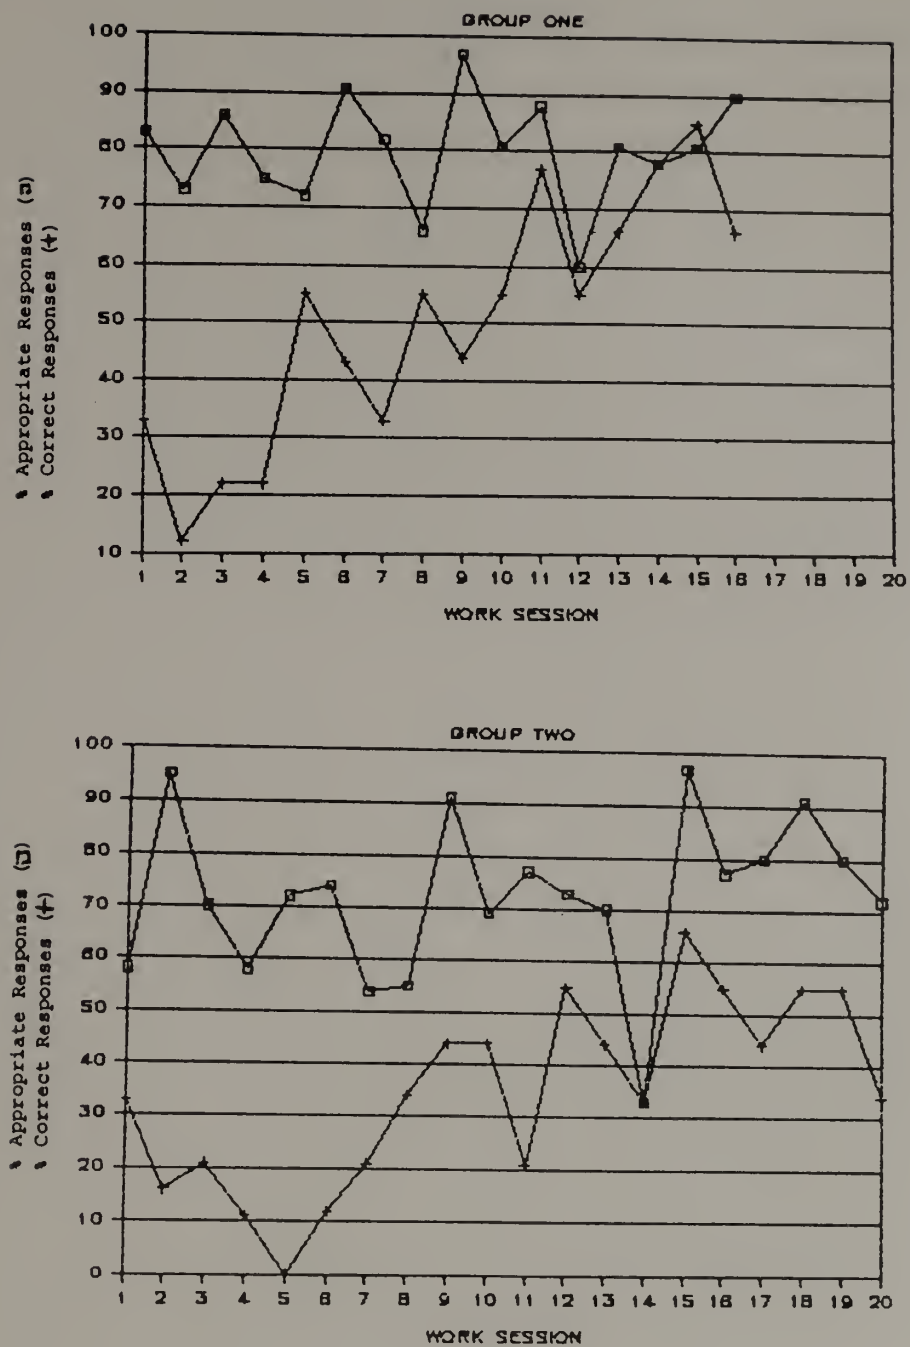 GROUP ONE
% Appropriate Responses (□)
% Correct Responses (+)
100
90
80
70
60
50
40
30
20
10
1 2 3 4 5 6 7 8 9 10 11 12 13 14 15 16 17 18 19 20
WORK SESSION
GROUP TWO
% Appropriate Responses (□)
% Correct Responses (+)
100
90
80
70
60
50
40
30
20
10
0
1 2 3 4 5 6 7 8 9 10 11 12 13 14 15 16 17 18 19 20
WORK SESSION